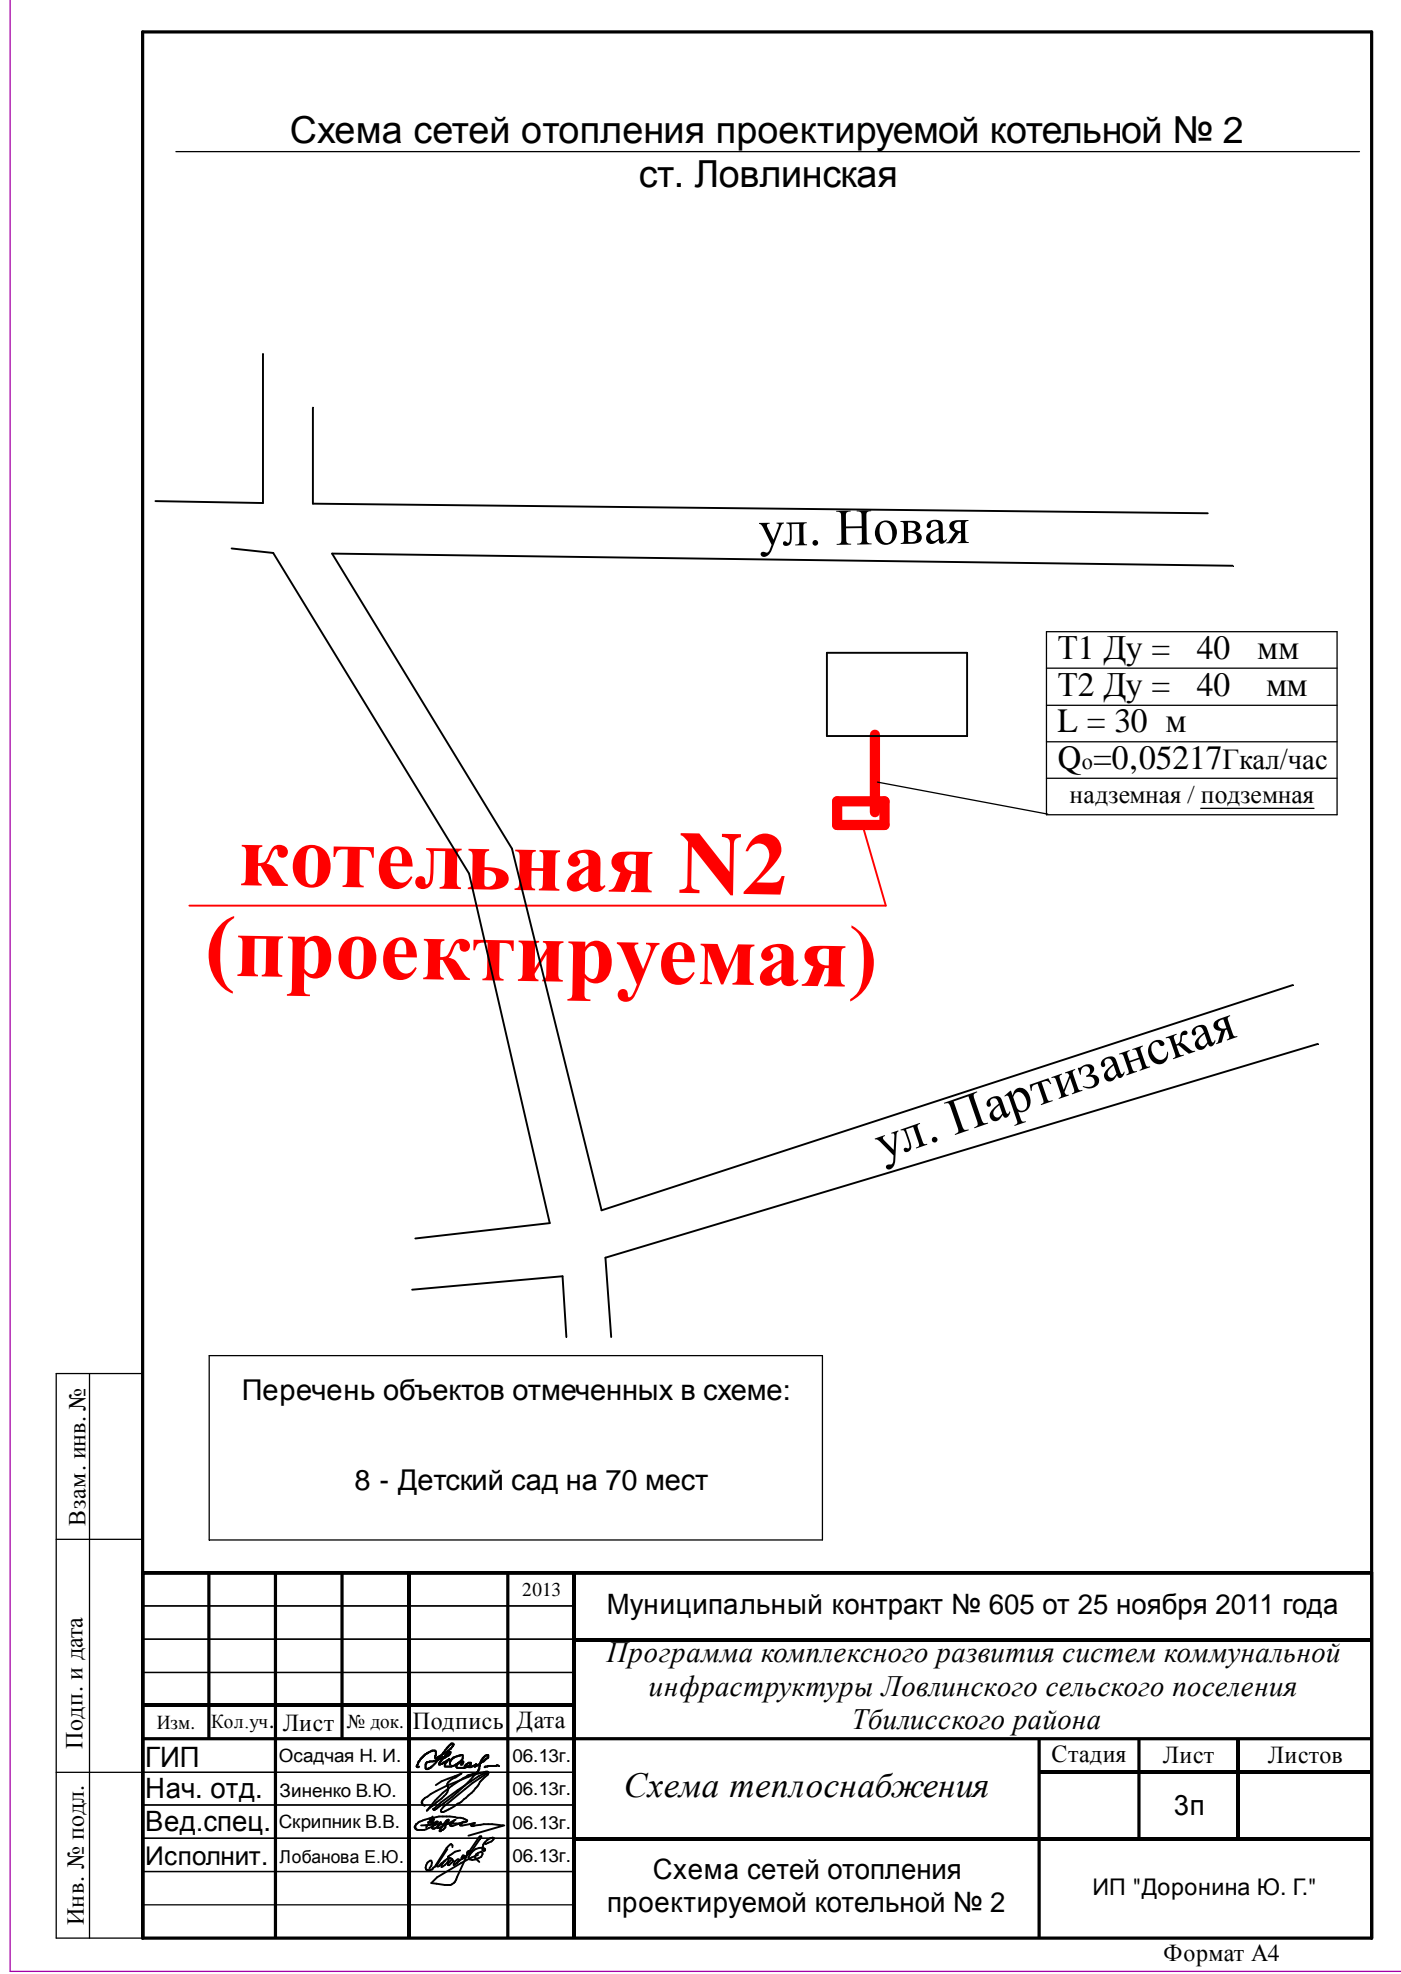 Схема сетей отопления проектируемой котельной № 2
ст. Ловлинская
ул. Новая
Т1 Ду = 40 мм
Т2 Ду = 40 мм
L = 30 м
Qо=0,05217Гкал/час
надземная / подземная
котельная N2
(проектируемая)
ул. Партизанская
Перечень объектов отмеченных в схеме:
8 - Детский сад на 70 мест
Взам. инв. №
Подп. и дата
Инв. № подл.
2013
Изм. Кол.уч. Лист № док. Подпись Дата
ГИП Осадчая Н. И. 06.13г.
Нач. отд. Зиненко В.Ю. 06.13г.
Вед.спец. Скрипник В.В. 06.13г.
Исполнит. Лобанова Е.Ю. 06.13г.
Муниципальный контракт № 605 от 25 ноября 2011 года
Программа комплексного развития систем коммунальной
инфраструктуры Ловлинского сельского поселения
Тбилисского района
Схема теплоснабжения
Стадия Лист Листов
3п
Схема сетей отопления
проектируемой котельной № 2
ИП "Доронина Ю. Г."
Формат А4